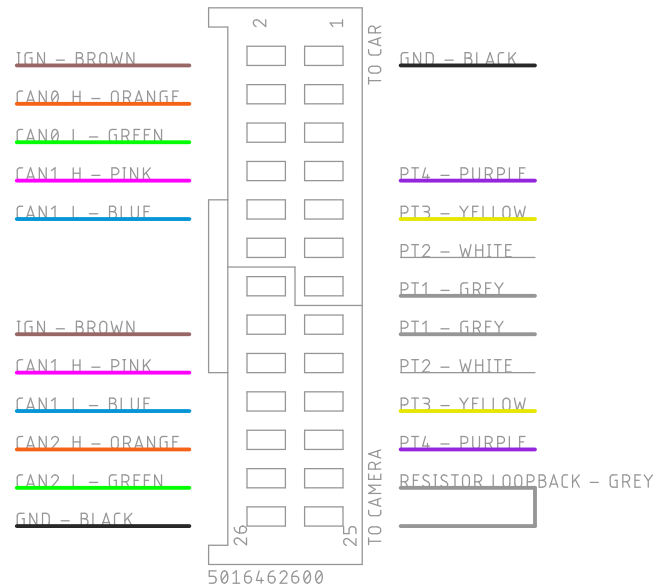 2 1
TO CAR
IGN – BROWN
GND – BLACK
CAN0 H – ORANGE
CAN0 L – GREEN
CAN1 H – PINK
PT4 – PURPLE
CAN1 L – BLUE
PT3 – YELLOW
PT2 – WHITE
PT1 – GREY
IGN – BROWN
PT1 – GREY
CAN1 H – PINK
PT2 – WHITE
CAN1 L – BLUE
PT3 – YELLOW
CAN2 H – ORANGE
PT4 – PURPLE
CAN2 L – GREEN
RESISTOR LOOPBACK – GREY
GND – BLACK
26 25
TO CAMERA
5016462600